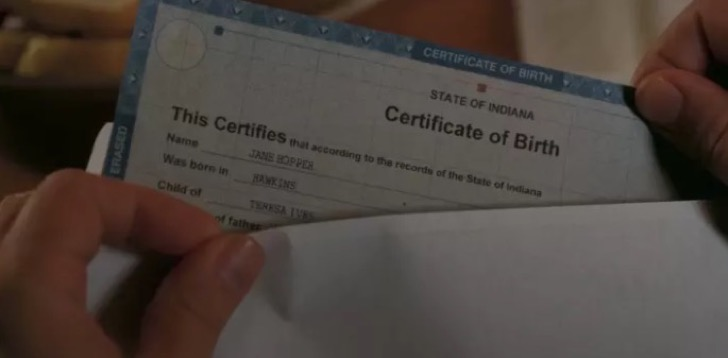 CERTIFICATE OF BIRTH
STATE OF INDIANA
Certificate of Birth
This Certifies that according to the records of the State of Indiana
Name JANE HOPPER
Was born in HAWKINS
Child of TERESA IVES
of father
ERASED